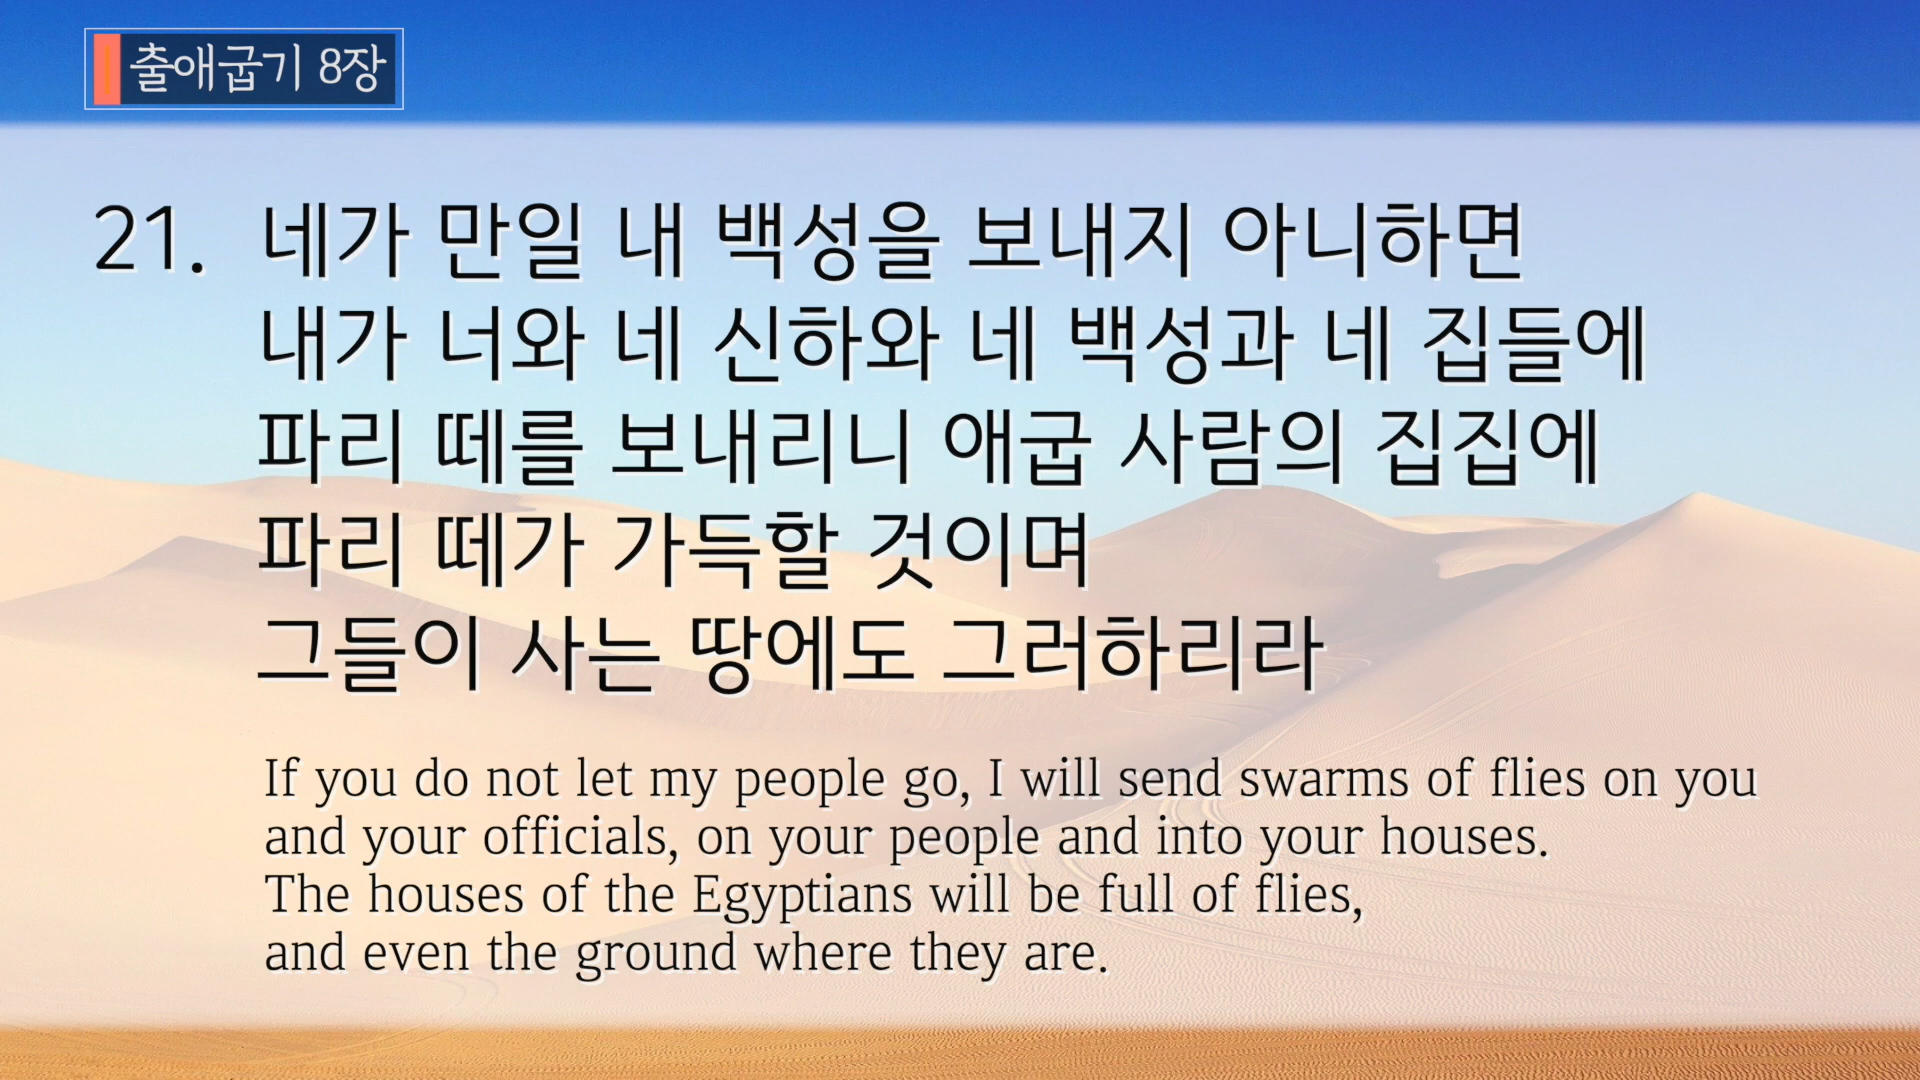 출애굽기 8장
21. 네가 만일 내 백성을 보내지 아니하면
내가 너와 네 신하와 네 백성과 네 집들에
파리 떼를 보내리니 애굽 사람의 집집에
파리 떼가 가득할 것이며
그들이 사는 땅에도 그러하리라
If you do not let my people go, I will send swarms of flies on you
and your officials, on your people and into your houses.
The houses of the Egyptians will be full of flies,
and even the ground where they are.